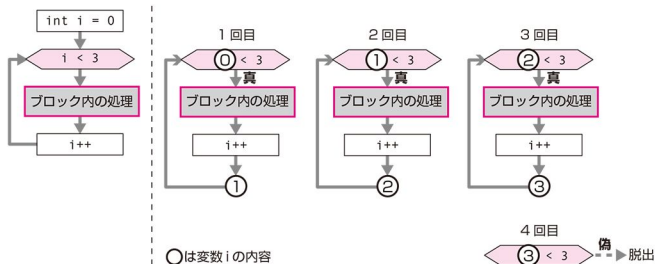 int i = 0
i < 3
ブロック内の処理
i++
1回目
0 < 3
真
ブロック内の処理
i++
1
2回目
1 < 3
真
ブロック内の処理
i++
2
3回目
2 < 3
真
ブロック内の処理
i++
3
4回目
3 < 3
偽
脱出
○は変数iの内容